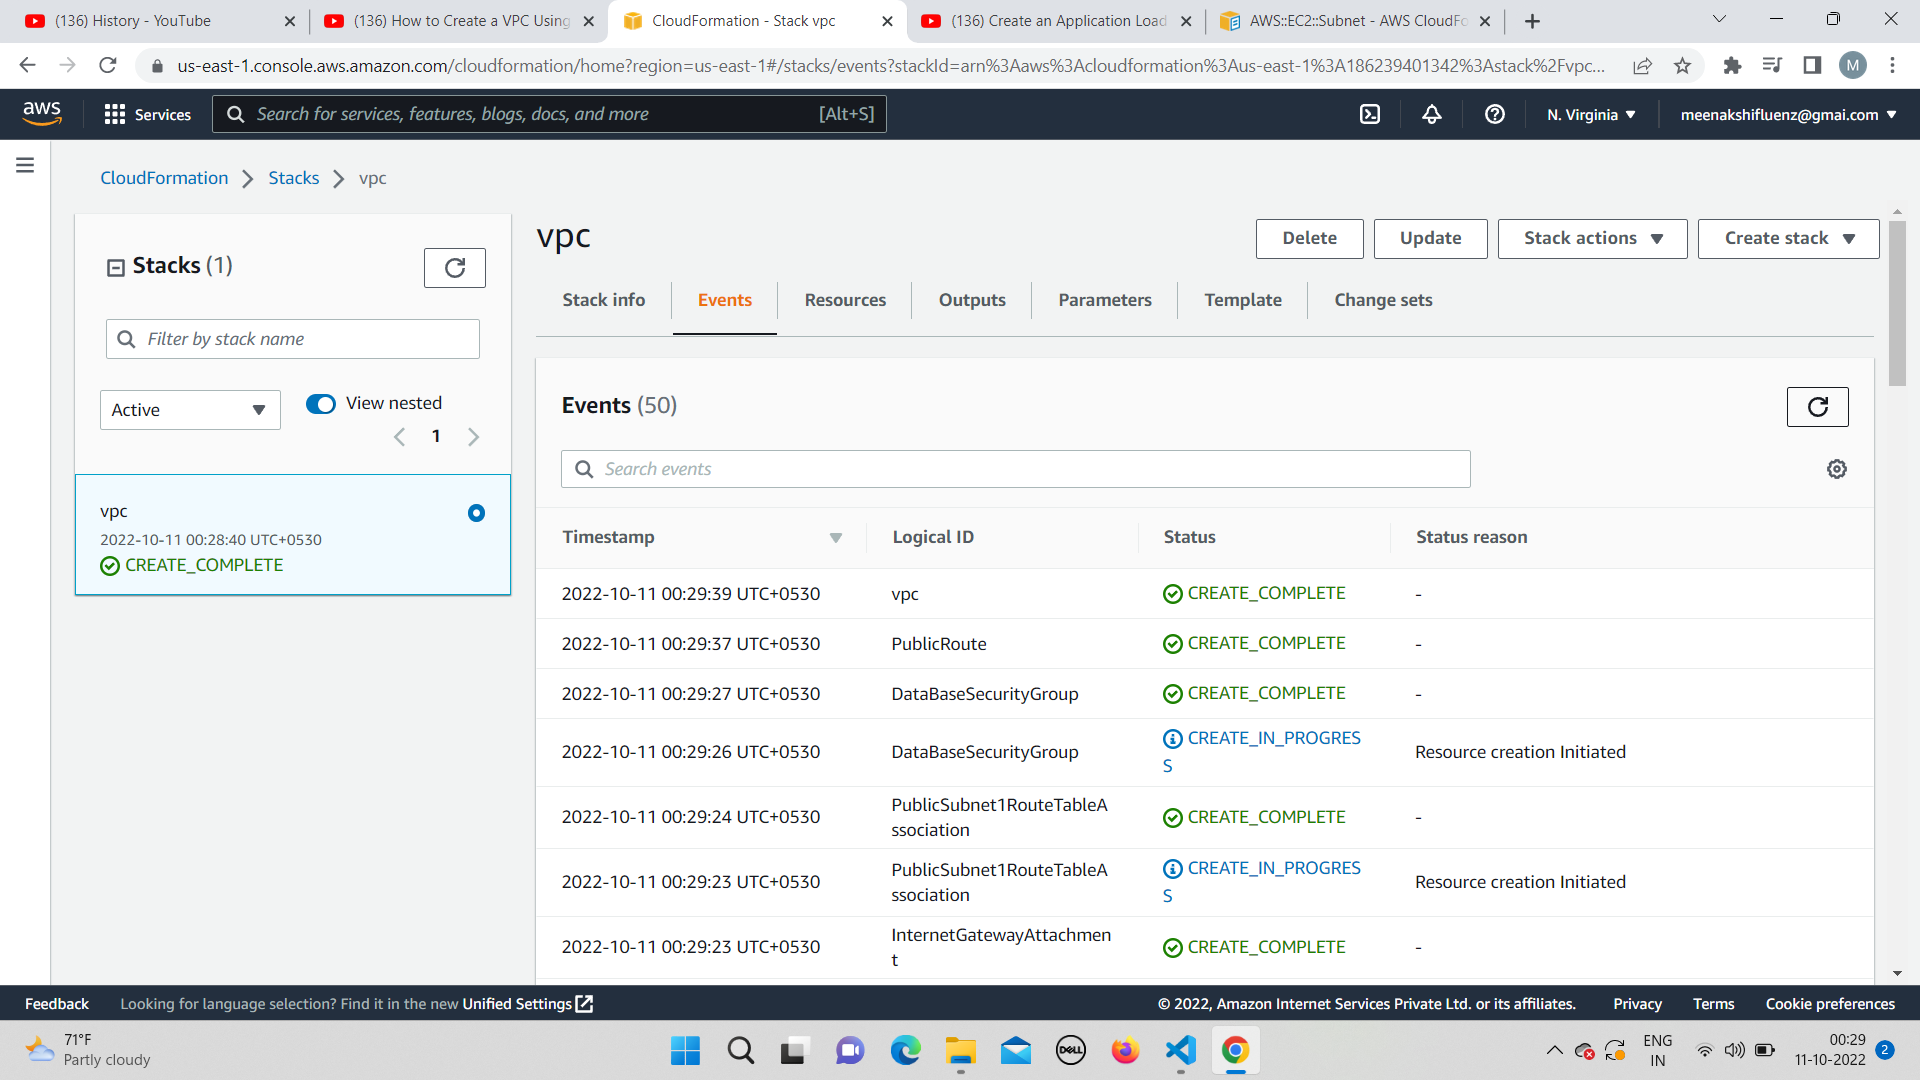 (136) History - YouTube
(136) How to Create a VPC Using
CloudFormation - Stack vpc
(136) Create an Application Load
AWS::EC2::Subnet - AWS CloudFo
us-east-1.console.aws.amazon.com/cloudformation/home?region=us-east-1#/stacks/events?stackId=arn%3Aaws%3Acloudformation%3Aus-east-1%3A186239401342%3Astack%2Fvpc...
M
aws
Services
Search for services, features, blogs, docs, and more
[Alt+S]
N. Virginia
meenakshifluenz@gmai.com
CloudFormation
Stacks
vpc
Stacks (1)
Filter by stack name
Active
View nested
1
vpc
2022-10-11 00:28:40 UTC+0530
CREATE_COMPLETE
vpc
Delete
Update
Stack actions
Create stack
Stack info
Events
Resources
Outputs
Parameters
Template
Change sets
Events (50)
Search events
Timestamp
Logical ID
Status
Status reason
2022-10-11 00:29:39 UTC+0530
vpc
CREATE_COMPLETE
-
2022-10-11 00:29:37 UTC+0530
PublicRoute
CREATE_COMPLETE
-
2022-10-11 00:29:27 UTC+0530
DataBaseSecurityGroup
CREATE_COMPLETE
-
2022-10-11 00:29:26 UTC+0530
DataBaseSecurityGroup
CREATE_IN_PROGRES
S
Resource creation Initiated
2022-10-11 00:29:24 UTC+0530
PublicSubnet1RouteTableA
ssociation
CREATE_COMPLETE
-
2022-10-11 00:29:23 UTC+0530
PublicSubnet1RouteTableA
ssociation
CREATE_IN_PROGRES
S
Resource creation Initiated
2022-10-11 00:29:23 UTC+0530
InternetGatewayAttachmen
t
CREATE_COMPLETE
-
Feedback
Looking for language selection? Find it in the new Unified Settings
© 2022, Amazon Internet Services Private Ltd. or its affiliates.
Privacy
Terms
Cookie preferences
71°F
Partly cloudy
DELL
ENG
IN
00:29
11-10-2022
2